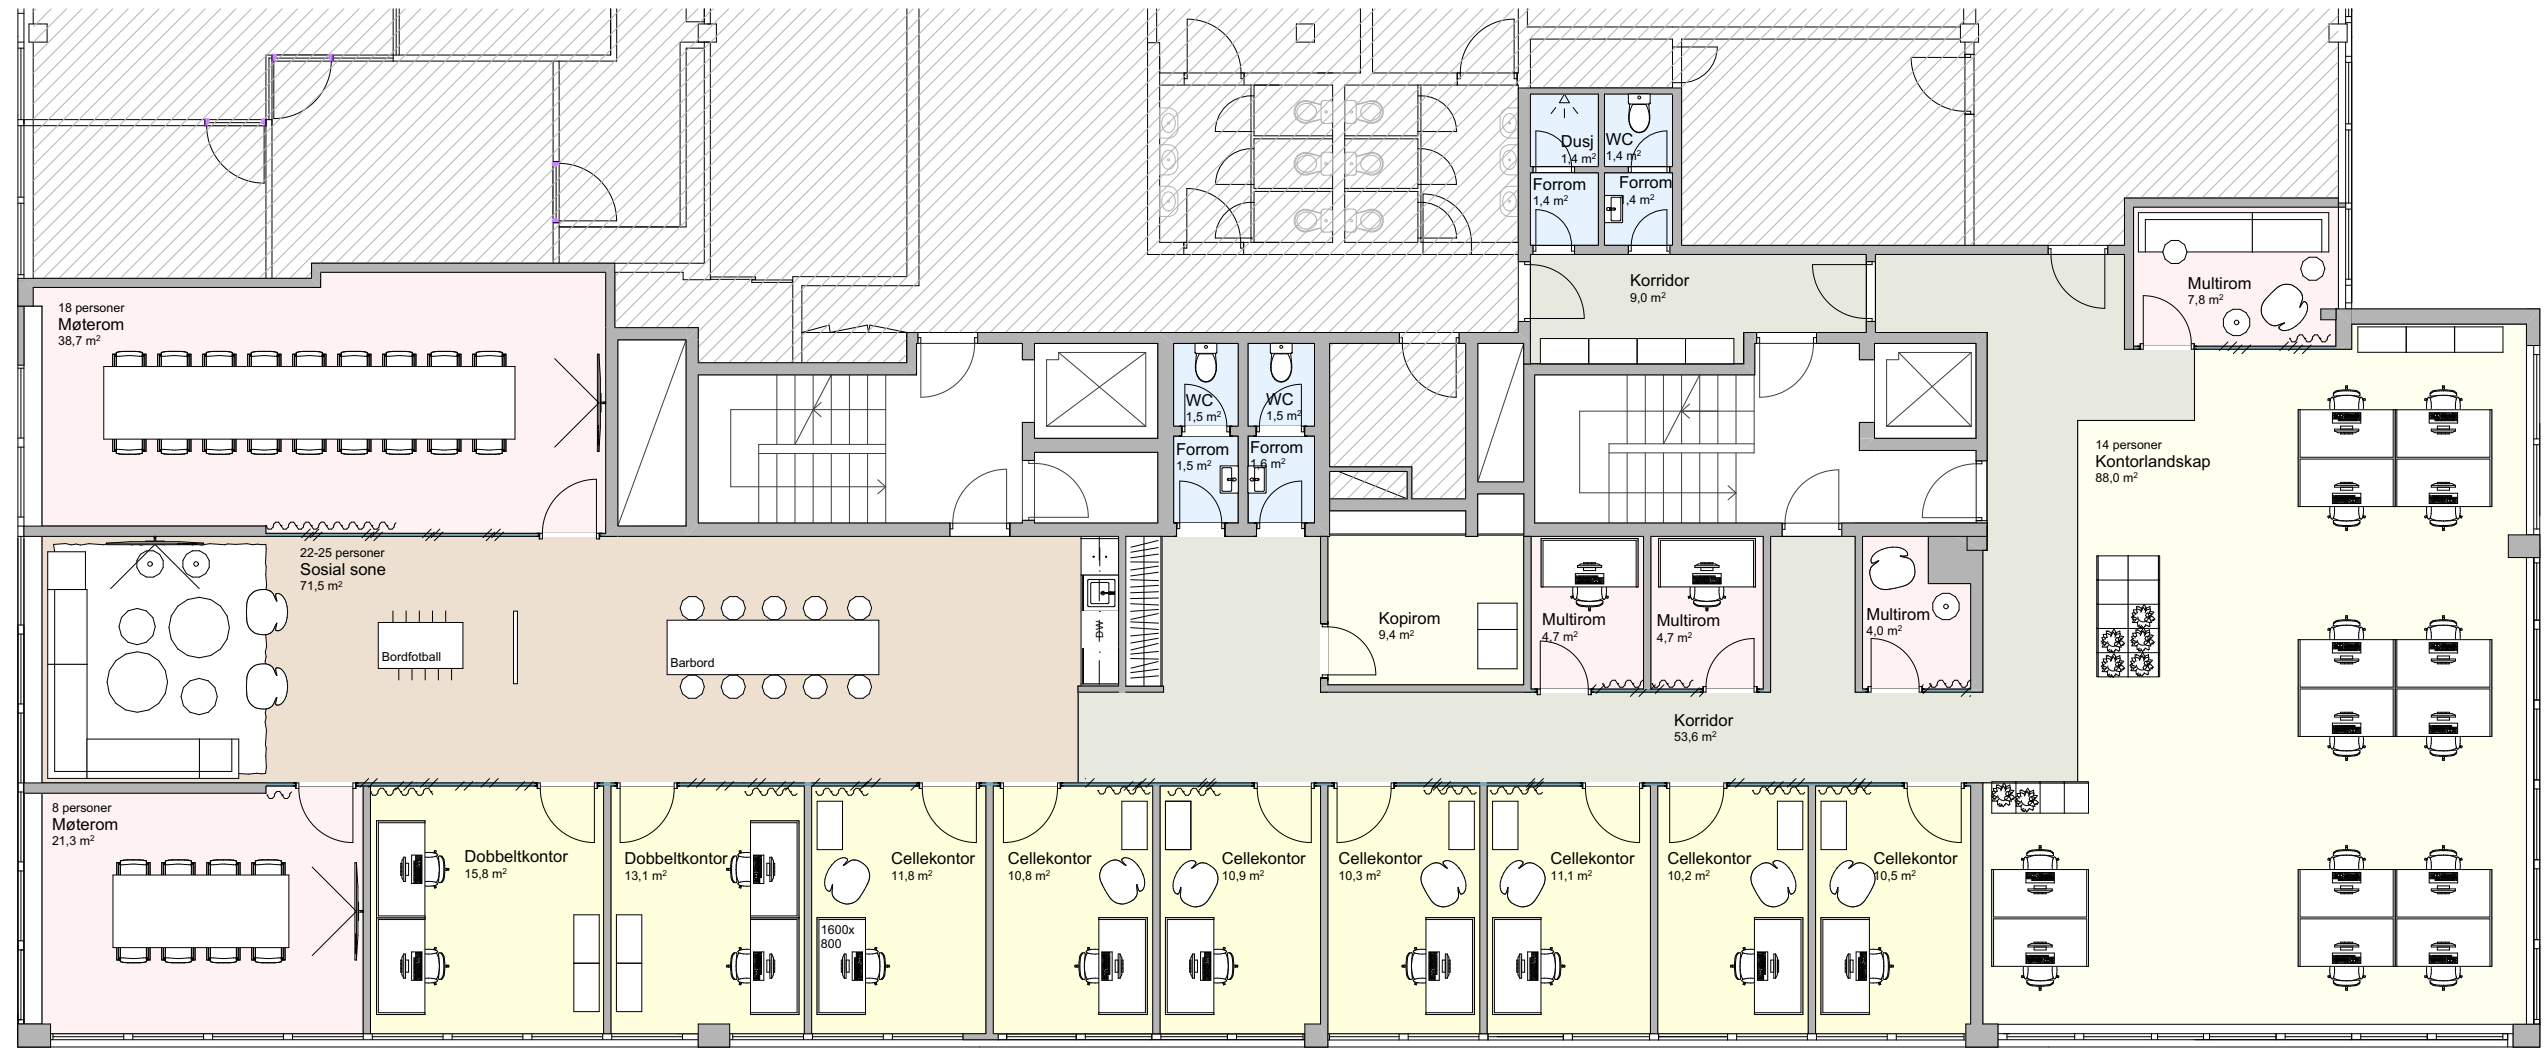 Dusj
1,4 m²
WC
1,4 m²
Forrom
1,4 m²
Forrom
1,4 m²
Korridor
9,0 m²
Multirom
7,8 m²
18 personer
Møterom
38,7 m²
WC
1,5 m²
WC
1,5 m²
Forrom
1,5 m²
Forrom
1,6 m²
14 personer
Kontorlandskap
88,0 m²
22-25 personer
Sosial sone
71,5 m²
Bordfotball
Barbord
DW
Kopirom
9,4 m²
Multirom
4,7 m²
Multirom
4,7 m²
Multirom
4,0 m²
Korridor
53,6 m²
8 personer
Møterom
21,3 m²
Dobbeltkontor
15,8 m²
Dobbeltkontor
13,1 m²
Cellekontor
11,8 m²
1600x
800
Cellekontor
10,8 m²
Cellekontor
10,9 m²
Cellekontor
10,3 m²
Cellekontor
11,1 m²
Cellekontor
10,2 m²
Cellekontor
10,5 m²